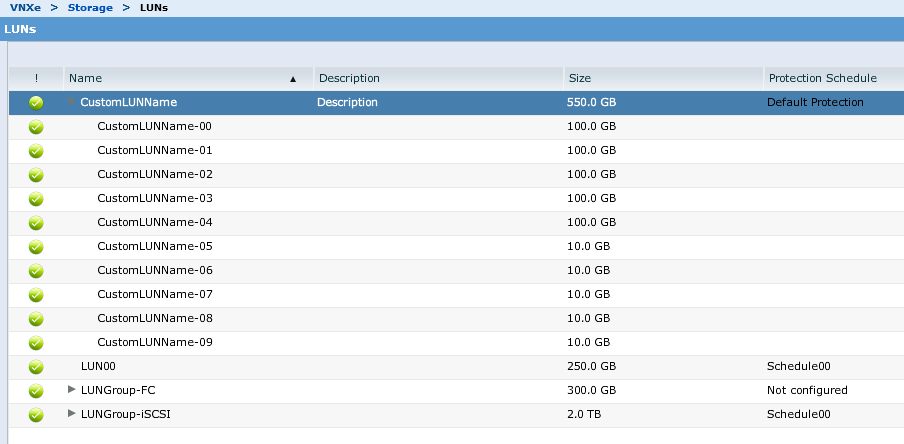 VNXe > Storage > LUNs
LUNs
! Name ▲ Description Size Protection Schedule
CustomLUNName Description 550.0 GB Default Protection
CustomLUNName-00 100.0 GB
CustomLUNName-01 100.0 GB
CustomLUNName-02 100.0 GB
CustomLUNName-03 100.0 GB
CustomLUNName-04 100.0 GB
CustomLUNName-05 10.0 GB
CustomLUNName-06 10.0 GB
CustomLUNName-07 10.0 GB
CustomLUNName-08 10.0 GB
CustomLUNName-09 10.0 GB
LUN00 250.0 GB Schedule00
LUNGroup-FC 300.0 GB Not configured
LUNGroup-iSCSI 2.0 TB Schedule00